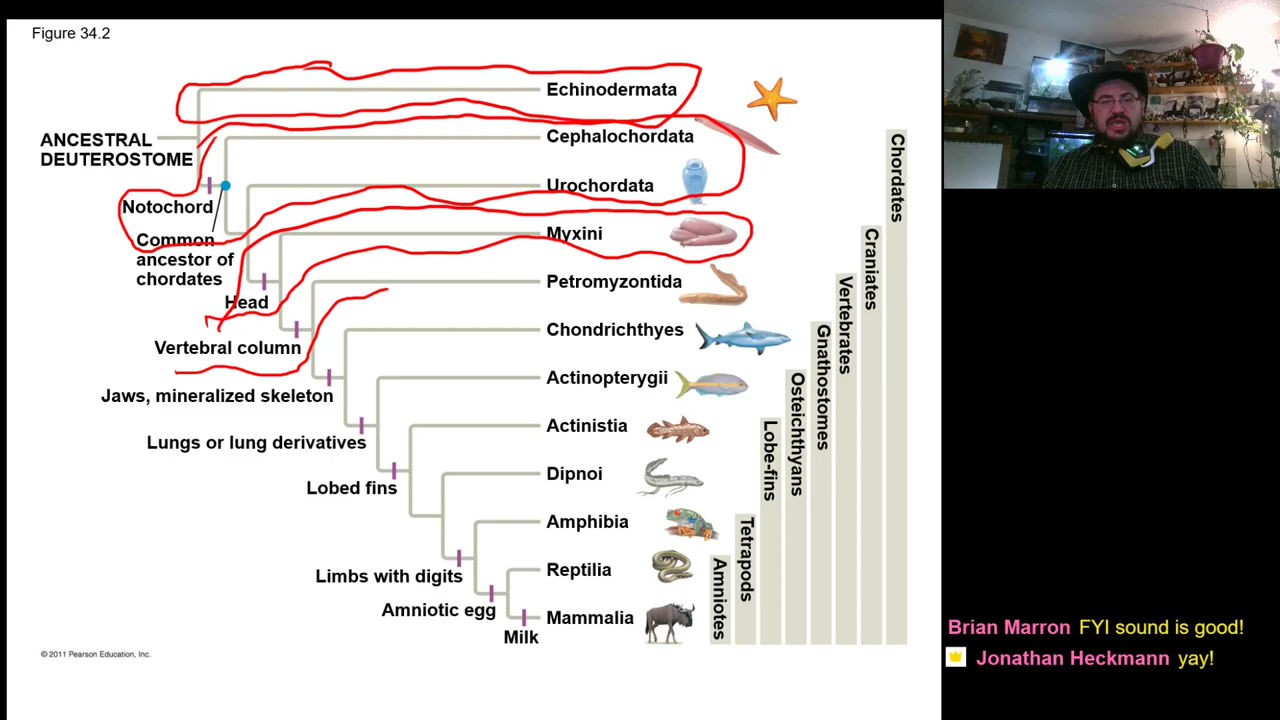 Figure 34.2
Echinodermata
ANCESTRAL
DEUTEROSTOME
Cephalochordata
Notochord
Urochordata
Common
ancestor of
chordates
Myxini
Head
Petromyzontida
Vertebral column
Chondrichthyes
Jaws, mineralized skeleton
Actinopterygii
Lungs or lung derivatives
Actinistia
Lobed fins
Dipnoi
Amphibia
Limbs with digits
Reptilia
Amniotic egg
Mammalia
Milk
Amniotes
Tetrapods
Lobe-fins
Osteichthyans
Gnathostomes
Vertebrates
Craniates
Chordates
© 2011 Pearson Education, Inc.
Brian Marron FYI sound is good!
Jonathan Heckmann yay!